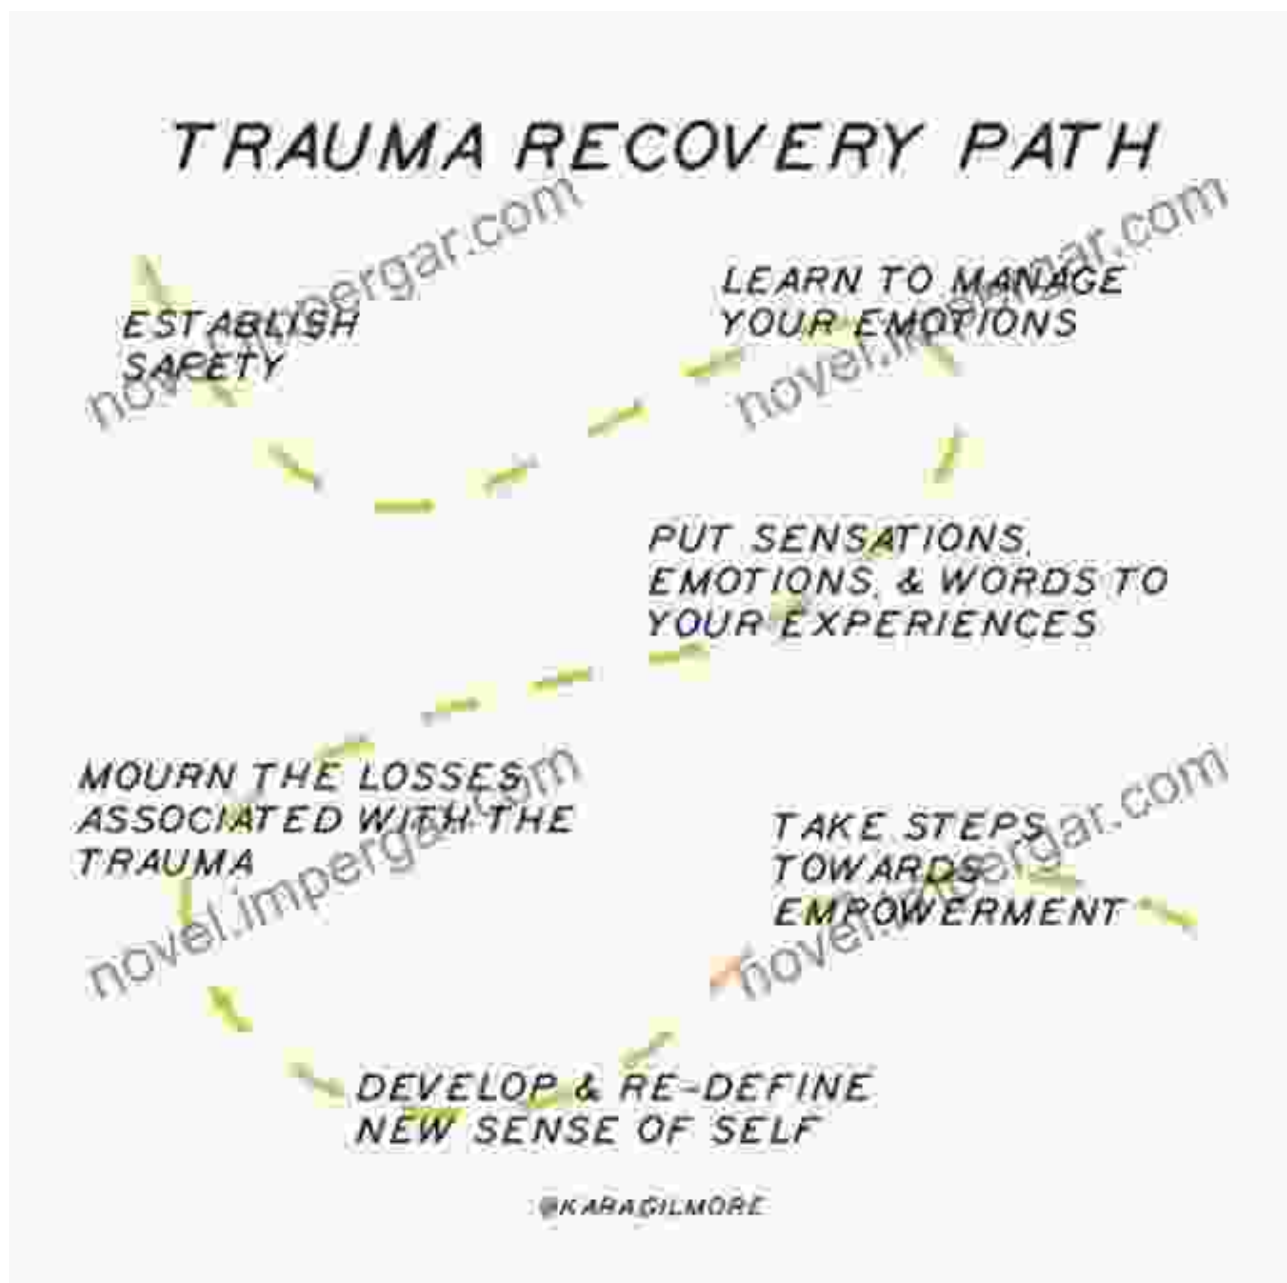 TRAUMA RECOVERY PATH
novel.impergar.com
novel.impergar.com
ESTABLISH
SAFETY
LEARN TO MANAGE
YOUR EMOTIONS
PUT SENSATIONS,
EMOTIONS, & WORDS TO
YOUR EXPERIENCES
MOURN THE LOSSES
ASSOCIATED WITH THE
TRAUMA
novel.impergar.com
TAKE STEPS
TOWARDS
EMPOWERMENT
novel.impergar.com
DEVELOP & RE-DEFINE
NEW SENSE OF SELF
@KARAGILMORE